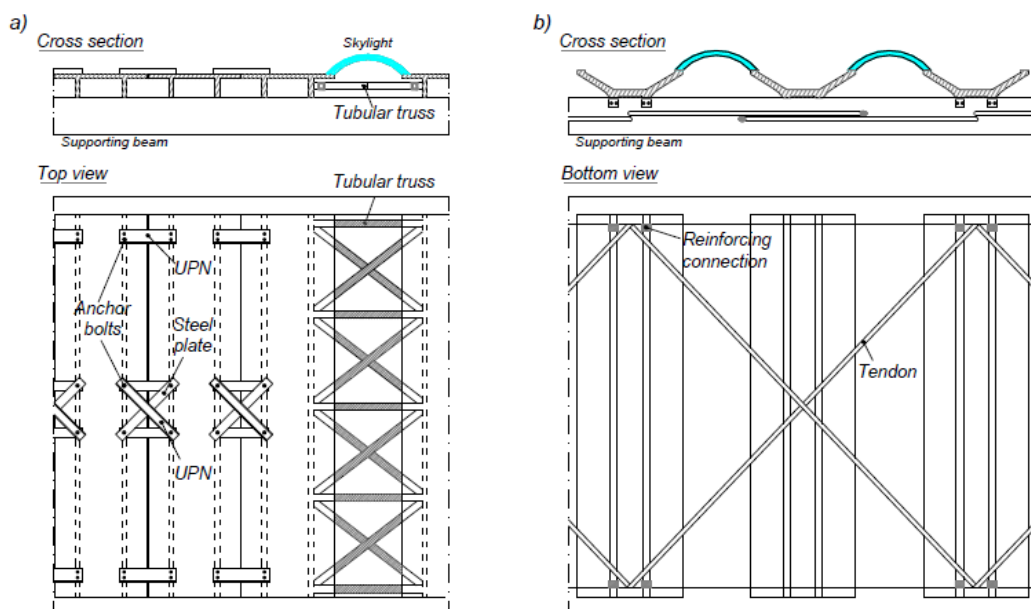 a)
Cross section
Skylight
Tubular truss
Supporting beam
Top view
Tubular truss
UPN
Anchor
bolts
Steel
plate
UPN
b)
Cross section
Supporting beam
Bottom view
Reinforcing
connection
Tendon